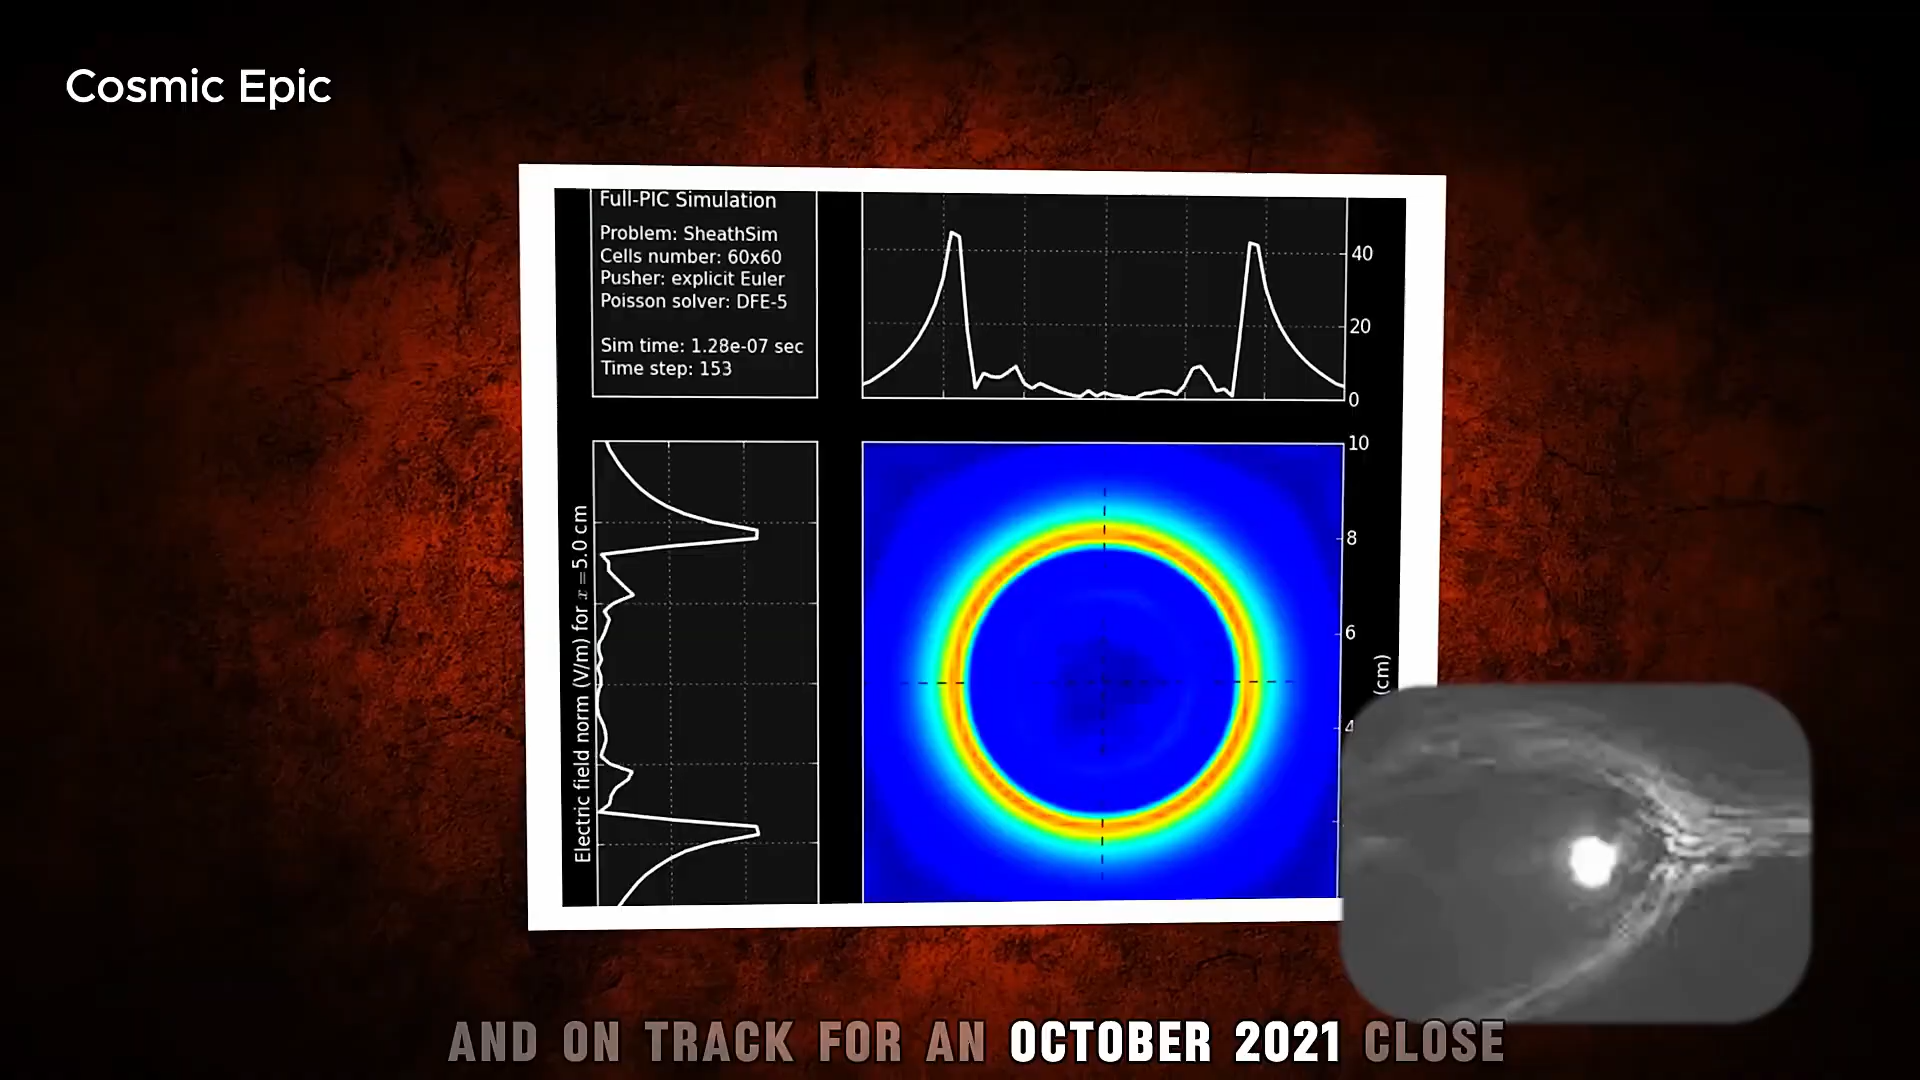 Cosmic Epic
Full-PIC Simulation
Problem: SheathSim
Cells number: 60x60
Pusher: explicit Euler
Poisson solver: DFE-5
Sim time: 1.28e-07 sec
Time step: 153
40
20
0
10
8
6
4
(cm)
Electric field norm (V/m) for x = 5.0 cm
AND ON TRACK FOR AN OCTOBER 2021 CLOSE